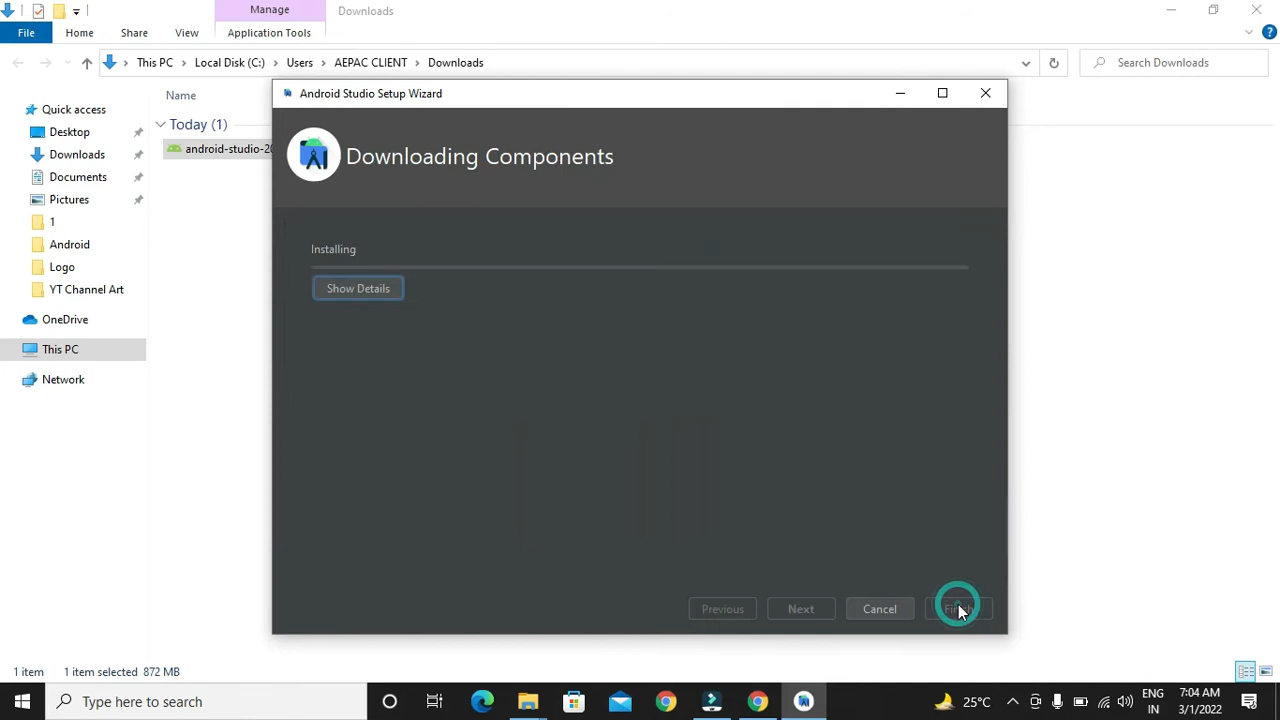 Manage
Downloads
File
Home
Share
View
Application Tools
This PC
Local Disk (C:)
Users
AEPAC CLIENT
Downloads
Search Downloads
Quick access
Desktop
Downloads
Documents
Pictures
1
Android
Logo
YT Channel Art
OneDrive
This PC
Network
Name
Today (1)
android-studio-20
Android Studio Setup Wizard
Downloading Components
Installing
Show Details
Previous
Next
Cancel
Finish
1 item
1 item selected 872 MB
Type here to search
25°C
ENG
IN
7:04 AM
3/1/2022